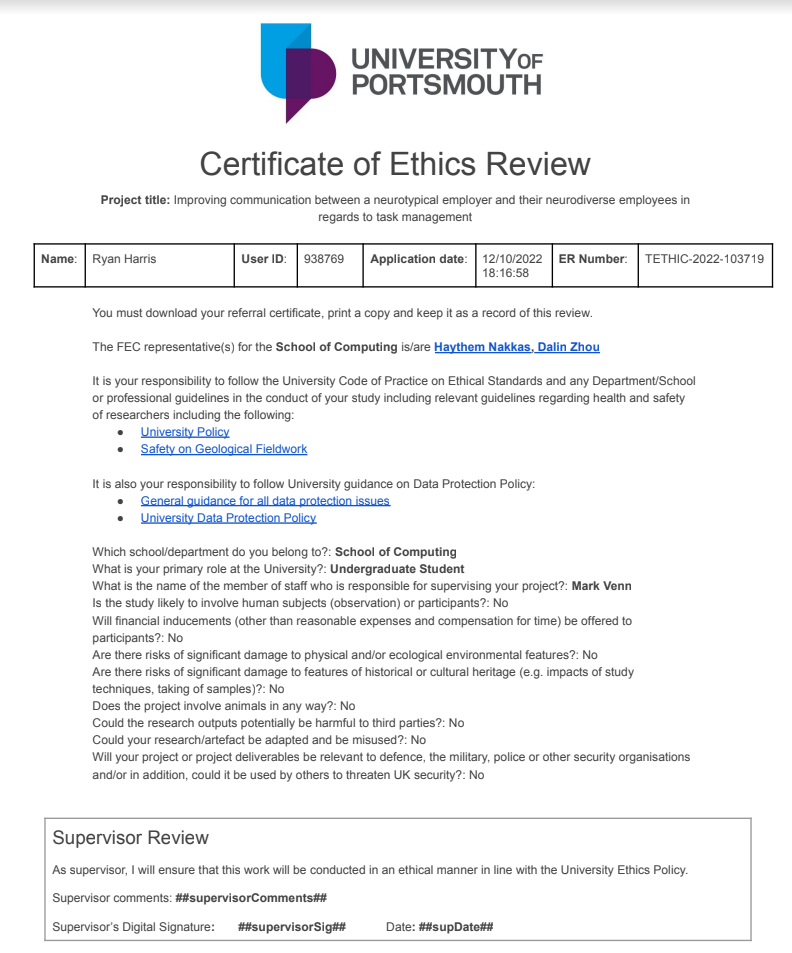 UNIVERSITY OF
PORTSMOUTH
Certificate of Ethics Review
Project title: Improving communication between a neurotypical employer and their neurodiverse employees in
regards to task management
Name: Ryan Harris User ID: 938769 Application date: 12/10/2022 ER Number: TETHIC-2022-103719
18:16:58
You must download your referral certificate, print a copy and keep it as a record of this review.
The FEC representative(s) for the School of Computing is/are Haythem Nakkas, Dalin Zhou
It is your responsibility to follow the University Code of Practice on Ethical Standards and any Department/School
or professional guidelines in the conduct of your study including relevant guidelines regarding health and safety
of researchers including the following:
● University Policy
● Safety on Geological Fieldwork
It is also your responsibility to follow University guidance on Data Protection Policy:
● General guidance for all data protection issues
● University Data Protection Policy
Which school/department do you belong to?: School of Computing
What is your primary role at the University?: Undergraduate Student
What is the name of the member of staff who is responsible for supervising your project?: Mark Venn
Is the study likely to involve human subjects (observation) or participants?: No
Will financial inducements (other than reasonable expenses and compensation for time) be offered to
participants?: No
Are there risks of significant damage to physical and/or ecological environmental features?: No
Are there risks of significant damage to features of historical or cultural heritage (e.g. impacts of study
techniques, taking of samples)?: No
Does the project involve animals in any way?: No
Could the research outputs potentially be harmful to third parties?: No
Could your research/artefact be adapted and be misused?: No
Will your project or project deliverables be relevant to defence, the military, police or other security organisations
and/or in addition, could it be used by others to threaten UK security?: No
Supervisor Review
As supervisor, I will ensure that this work will be conducted in an ethical manner in line with the University Ethics Policy.
Supervisor comments: ##supervisorComments##
Supervisor's Digital Signature: ##supervisorSig## Date: ##supDate##